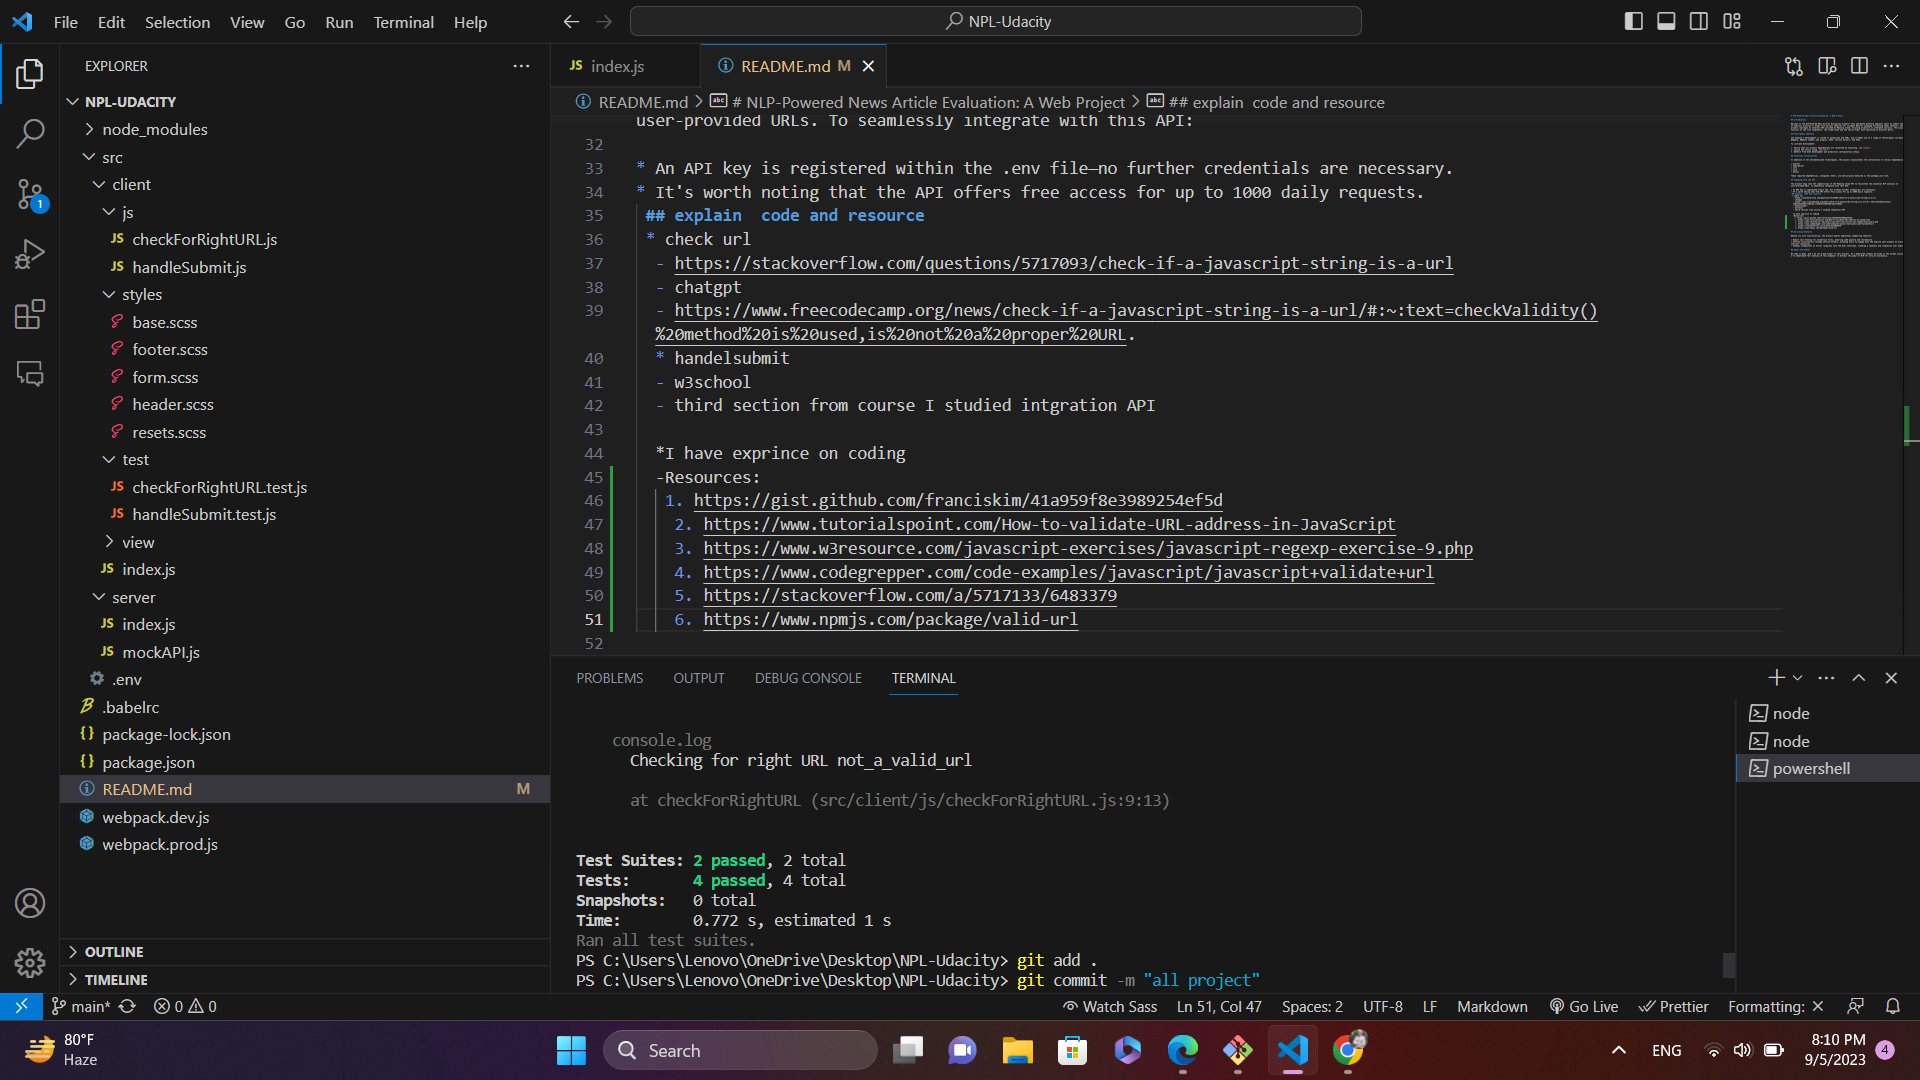 File Edit Selection View Go Run Terminal Help
NPL-Udacity
EXPLORER
NPL-UDACITY
node_modules
src
client
js
JS checkForRightURL.js
JS handleSubmit.js
styles
base.scss
footer.scss
form.scss
header.scss
resets.scss
test
JS checkForRightURL.test.js
JS handleSubmit.test.js
view
JS index.js
server
JS index.js
JS mockAPI.js
.env
.babelrc
{} package-lock.json
{} package.json
README.md M
webpack.dev.js
webpack.prod.js
OUTLINE
TIMELINE
1
JS index.js
README.md M
README.md > # NLP-Powered News Article Evaluation: A Web Project > ## explain  code and resource
user-provided URLs. To seamlessly integrate with this API:
32
33 * An API key is registered within the .env file—no further credentials are necessary.
34 * It's worth noting that the API offers free access for up to 1000 daily requests.
35 ## explain  code and resource
36 * check url
37 - https://stackoverflow.com/questions/5717093/check-if-a-javascript-string-is-a-url
38 - chatgpt
39 - https://www.freecodecamp.org/news/check-if-a-javascript-string-is-a-url/#:~:text=checkValidity()
%20method%20is%20used,is%20not%20a%20proper%20URL.
40 * handelsubmit
41 - w3school
42 - third section from course I studied intgration API
43
44 *I have exprince on coding
45 -Resources:
46 1. https://gist.github.com/franciskim/41a959f8e3989254ef5d
47 2. https://www.tutorialspoint.com/How-to-validate-URL-address-in-JavaScript
48 3. https://www.w3resource.com/javascript-exercises/javascript-regexp-exercise-9.php
49 4. https://www.codegrepper.com/code-examples/javascript/javascript+validate+url
50 5. https://stackoverflow.com/a/5717133/6483379
51 6. https://www.npmjs.com/package/valid-url
52
PROBLEMS OUTPUT DEBUG CONSOLE TERMINAL
console.log
Checking for right URL not_a_valid_url
at checkForRightURL (src/client/js/checkForRightURL.js:9:13)
Test Suites: 2 passed, 2 total
Tests: 4 passed, 4 total
Snapshots: 0 total
Time: 0.772 s, estimated 1 s
Ran all test suites.
PS C:\Users\Lenovo\OneDrive\Desktop\NPL-Udacity> git add .
PS C:\Users\Lenovo\OneDrive\Desktop\NPL-Udacity> git commit -m "all project"
node
node
powershell
main* 0 0 Watch Sass Ln 51, Col 47 Spaces: 2 UTF-8 LF Markdown Go Live Prettier Formatting: ×
80°F
Haze
Search
ENG
8:10 PM
9/5/2023
4